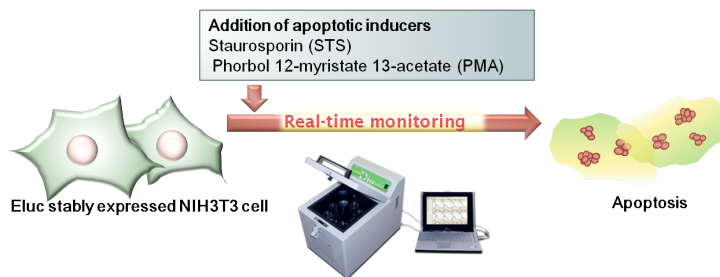 Addition of apoptotic inducers
Staurosporin (STS)
Phorbol 12-myristate 13-acetate (PMA)
Real-time monitoring
Eluc stably expressed NIH3T3 cell
Apoptosis